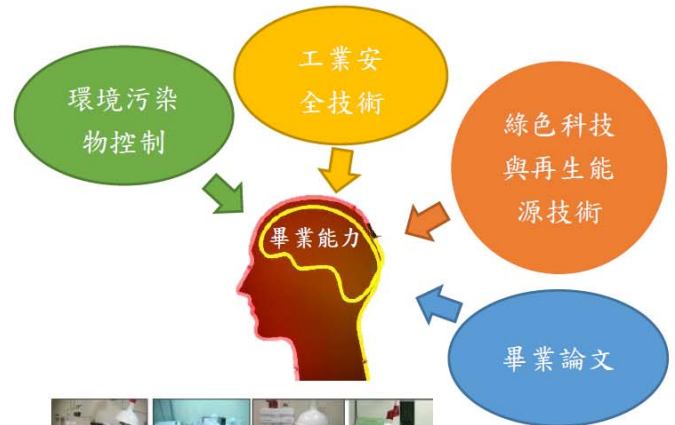 環境污染
物控制
工業安
全技術
綠色科技
與再生能
源技術
畢業能力
畢業論文